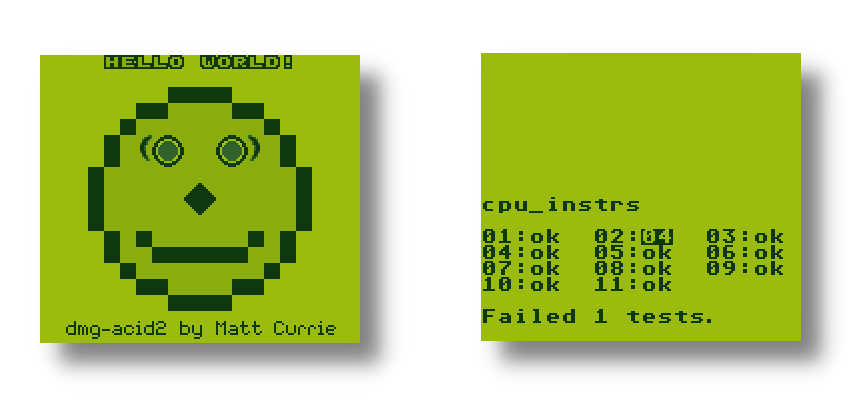 HELLO WORLD!
dmg-acid2 by Matt Currie
cpu_instrs
01:ok 02:04 03:ok
04:ok 05:ok 06:ok
07:ok 08:ok 09:ok
10:ok 11:ok
Failed 1 tests.